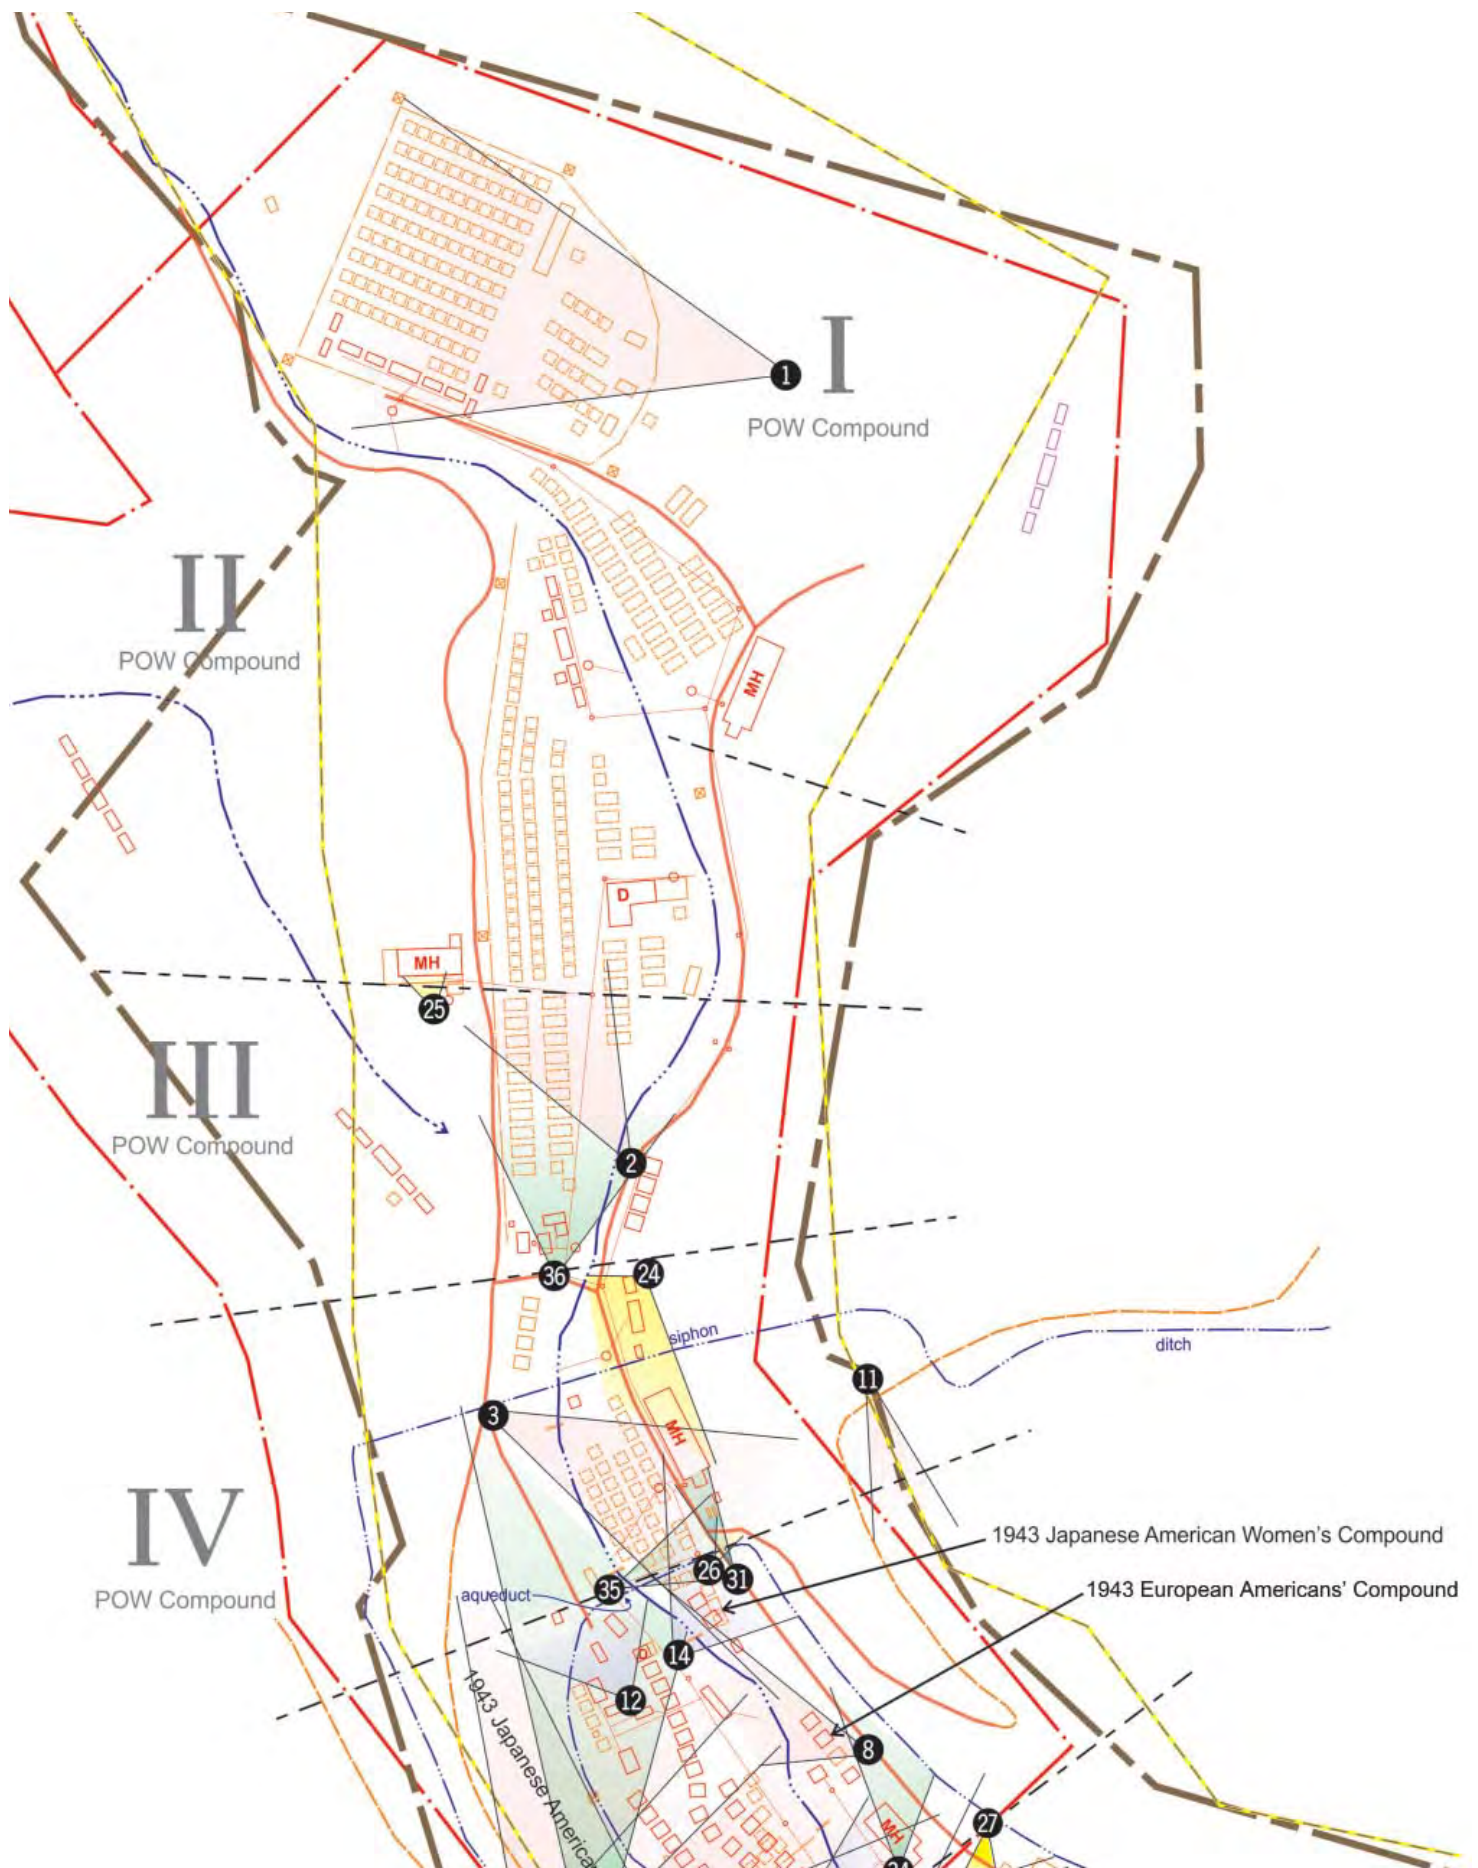 1
I
POW Compound
II
POW Compound
MH
D
MH
25
III
POW Compound
2
36
24
siphon
ditch
11
3
MH
IV
POW Compound
1943 Japanese American Women's Compound
26
31
35
1943 European Americans' Compound
aqueduct
14
12
1943 Japanese America
8
MH
27